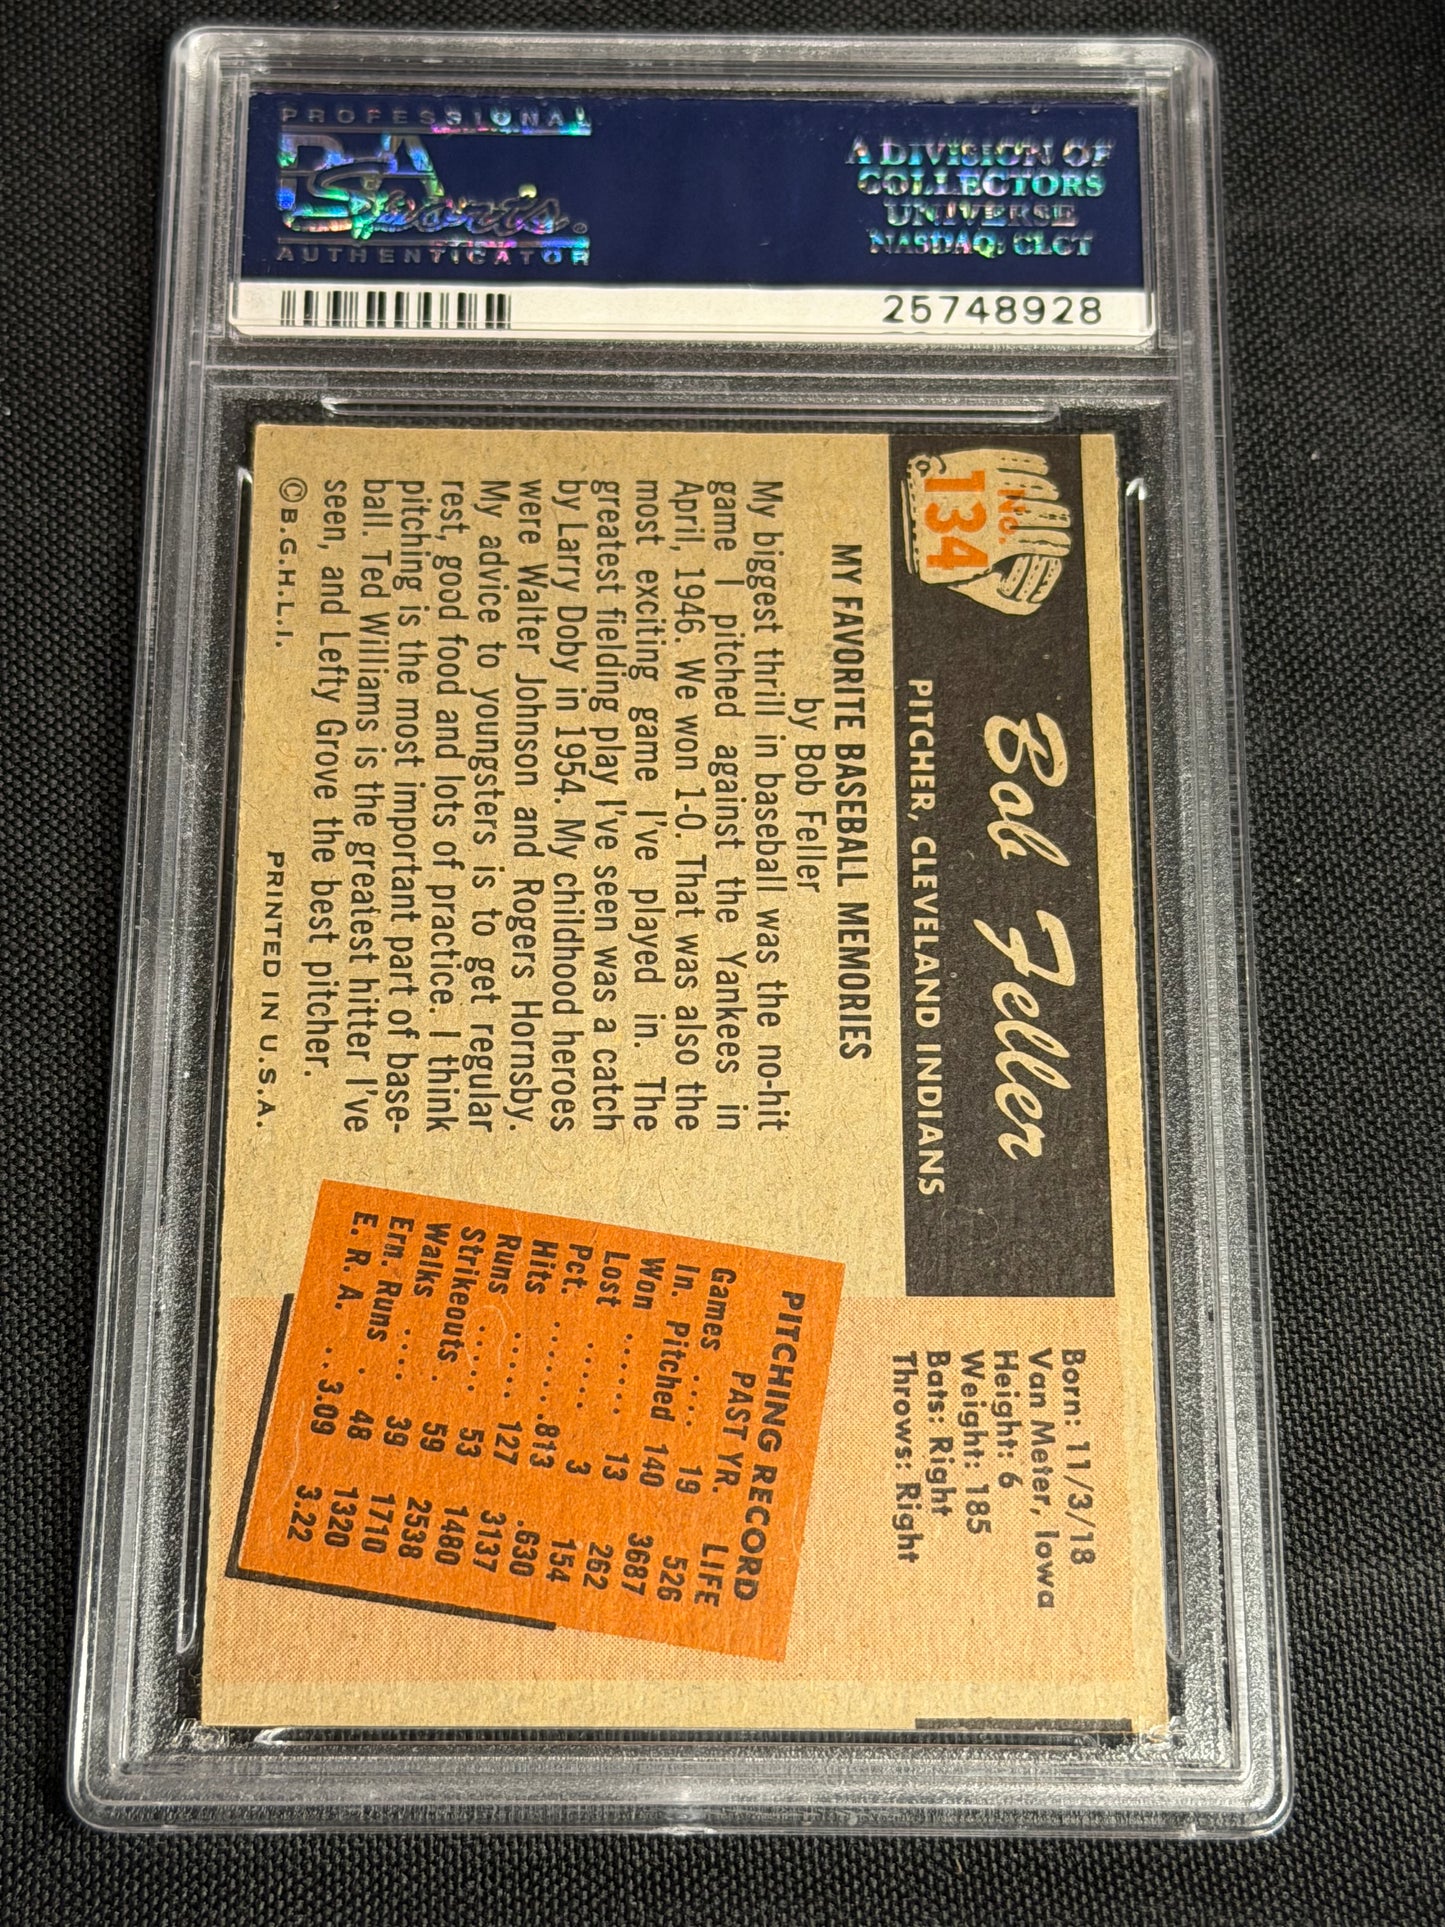 PROFESSIONAL
PSA
Sports®
AUTHENTICATOR
A DIVISION OF
COLLECTORS
UNIVERSE
NASDAQ: CLCT
25748928
No.
134
Bob Feller
PITCHER, CLEVELAND INDIANS
Born: 11/3/18
Van Meter, Iowa
Height: 6
Weight: 185
Bats: Right
Throws: Right
MY FAVORITE BASEBALL MEMORIES
by Bob Feller
My biggest thrill in baseball was the no-hit
game I pitched against the Yankees in
April, 1946. We won 1-0. That was also the
most exciting game I've played in. The
greatest fielding play I've seen was a catch
by Larry Doby in 1954. My childhood heroes
were Walter Johnson and Rogers Hornsby.
My advice to youngsters is to get regular
rest, good food and lots of practice. I think
pitching is the most important part of base-
ball. Ted Williams is the greatest hitter I've
seen, and Lefty Grove the best pitcher.
© B.G.H.L.I.
PRINTED IN U.S.A.
PITCHING RECORD
PAST YR. LIFE
Games .... 19 526
In. Pitched 140 3687
Won ....... 13 262
Lost ..... 3 154
Pct. .......813 .630
Hits ..... 127 3137
Runs ..... 53 1480
Strikeouts . 59 2538
Walks .... 39 1710
Ern. Runs . 48 1320
E. R. A. ...3.09 3.22